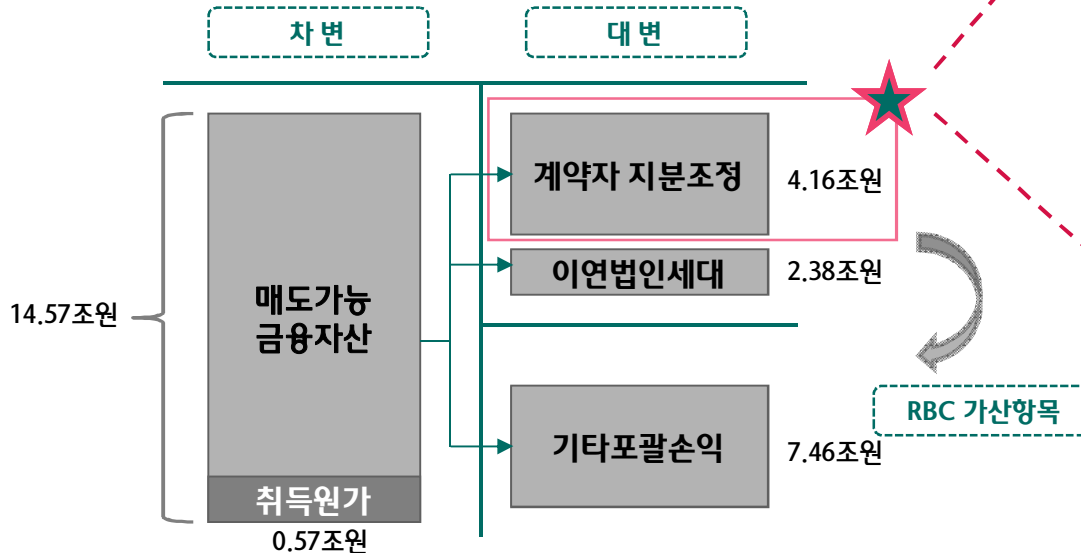 차 변
대 변
계약자 지분조정
4.16조원
이연법인세대
2.38조원
14.57조원
매도가능
금융자산
RBC 가산항목
기타포괄손익
7.46조원
취득원가
0.57조원